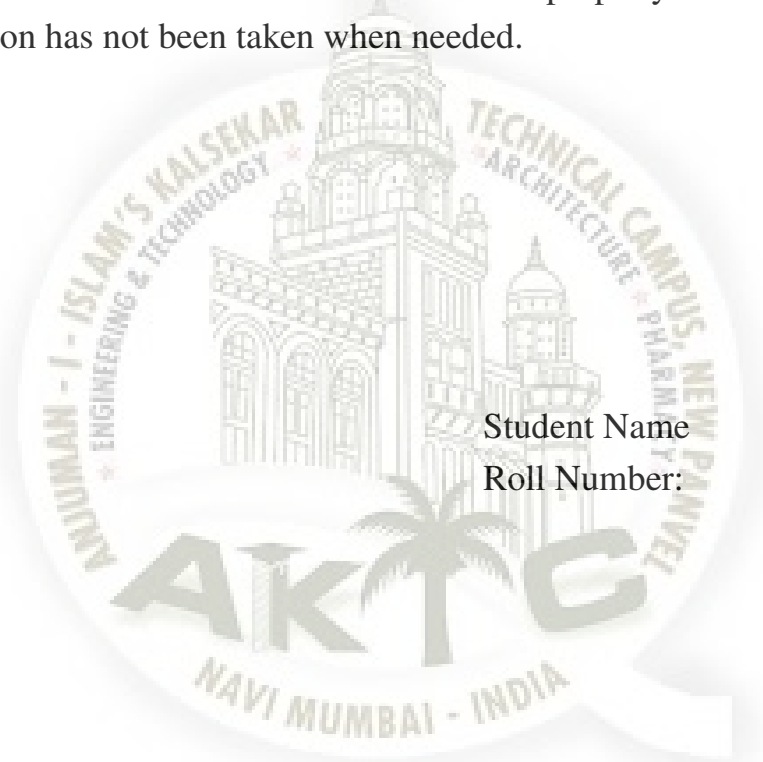 on has not been taken when needed.
ANJUMAN - I - ISLAM'S KALSEKAR TECHNICAL CAMPUS, NEW PANVEL
ENGINEERING & TECHNOLOGY * ARCHITECTURE * PHARMACY *
Student Name
Roll Number:
AKTC
NAVI MUMBAI - INDIA